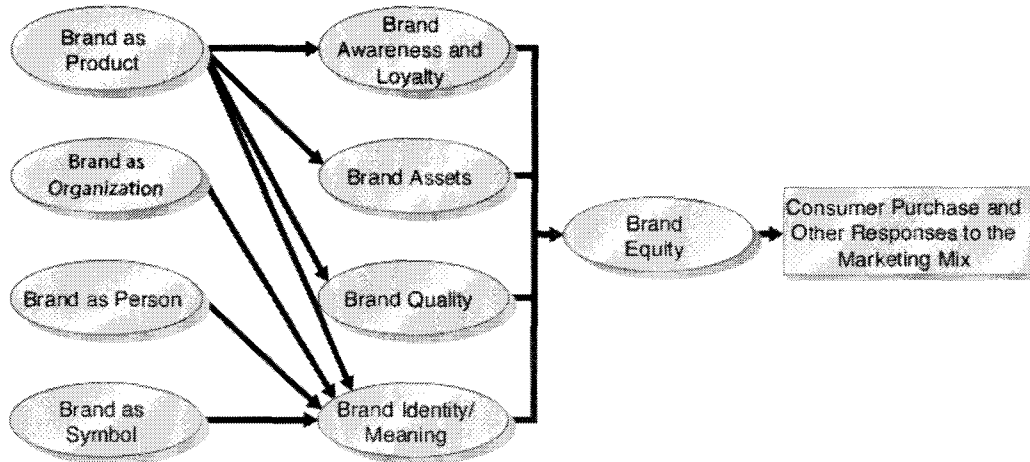 Brand as
Product
Brand
Awareness and
Loyalty
Brand as
Organization
Brand Assets
Brand
Equity
Consumer Purchase and
Other Responses to the
Marketing Mix
Brand as Person
Brand Quality
Brand as
Symbol
Brand Identity/
Meaning